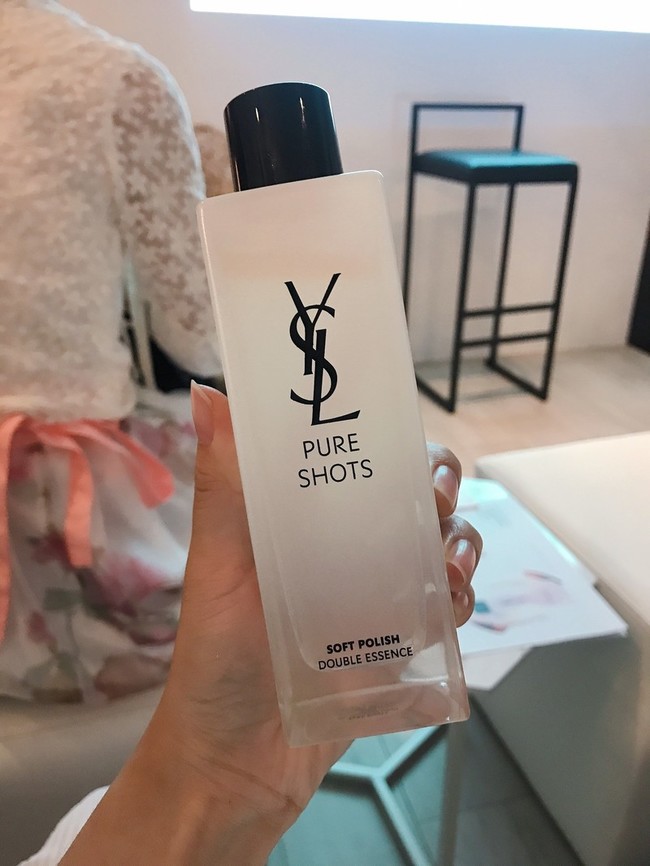 YSL
PURE
SHOTS
SOFT POLISH
DOUBLE ESSENCE